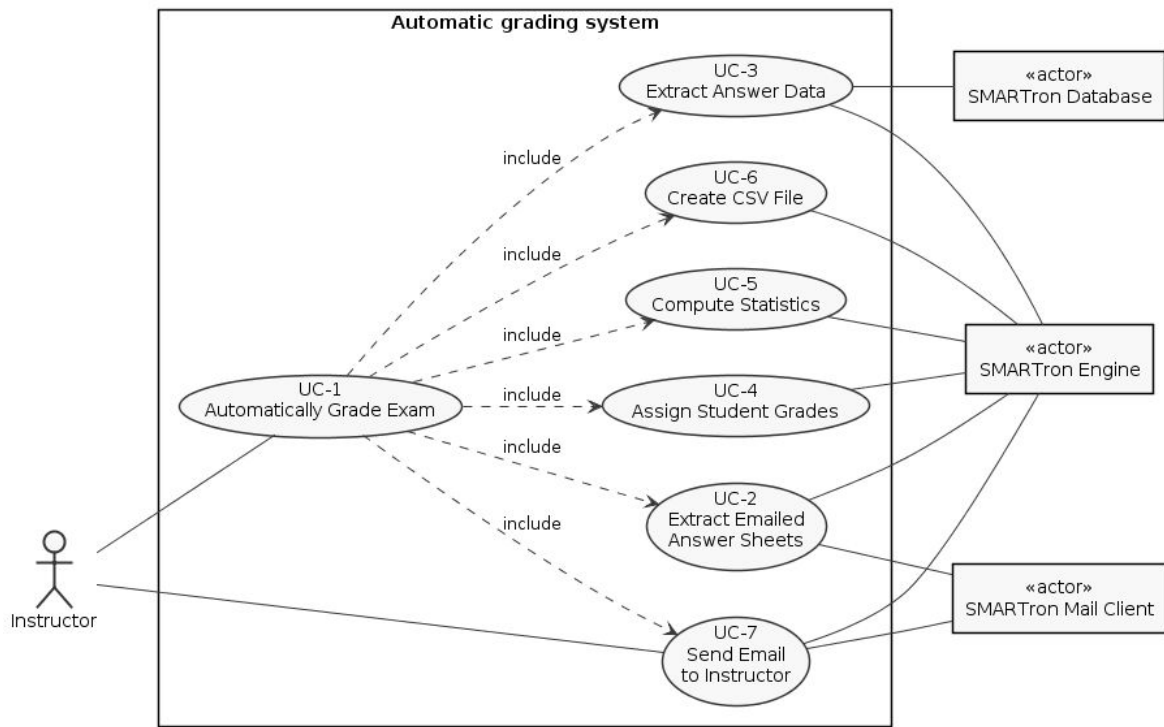 Automatic grading system
UC-3
Extract Answer Data
«actor»
SMARTron Database
include
UC-6
Create CSV File
include
UC-5
Compute Statistics
include
«actor»
SMARTron Engine
UC-1
Automatically Grade Exam
include
UC-4
Assign Student Grades
include
UC-2
Extract Emailed
Answer Sheets
include
«actor»
SMARTron Mail Client
Instructor
UC-7
Send Email
to Instructor